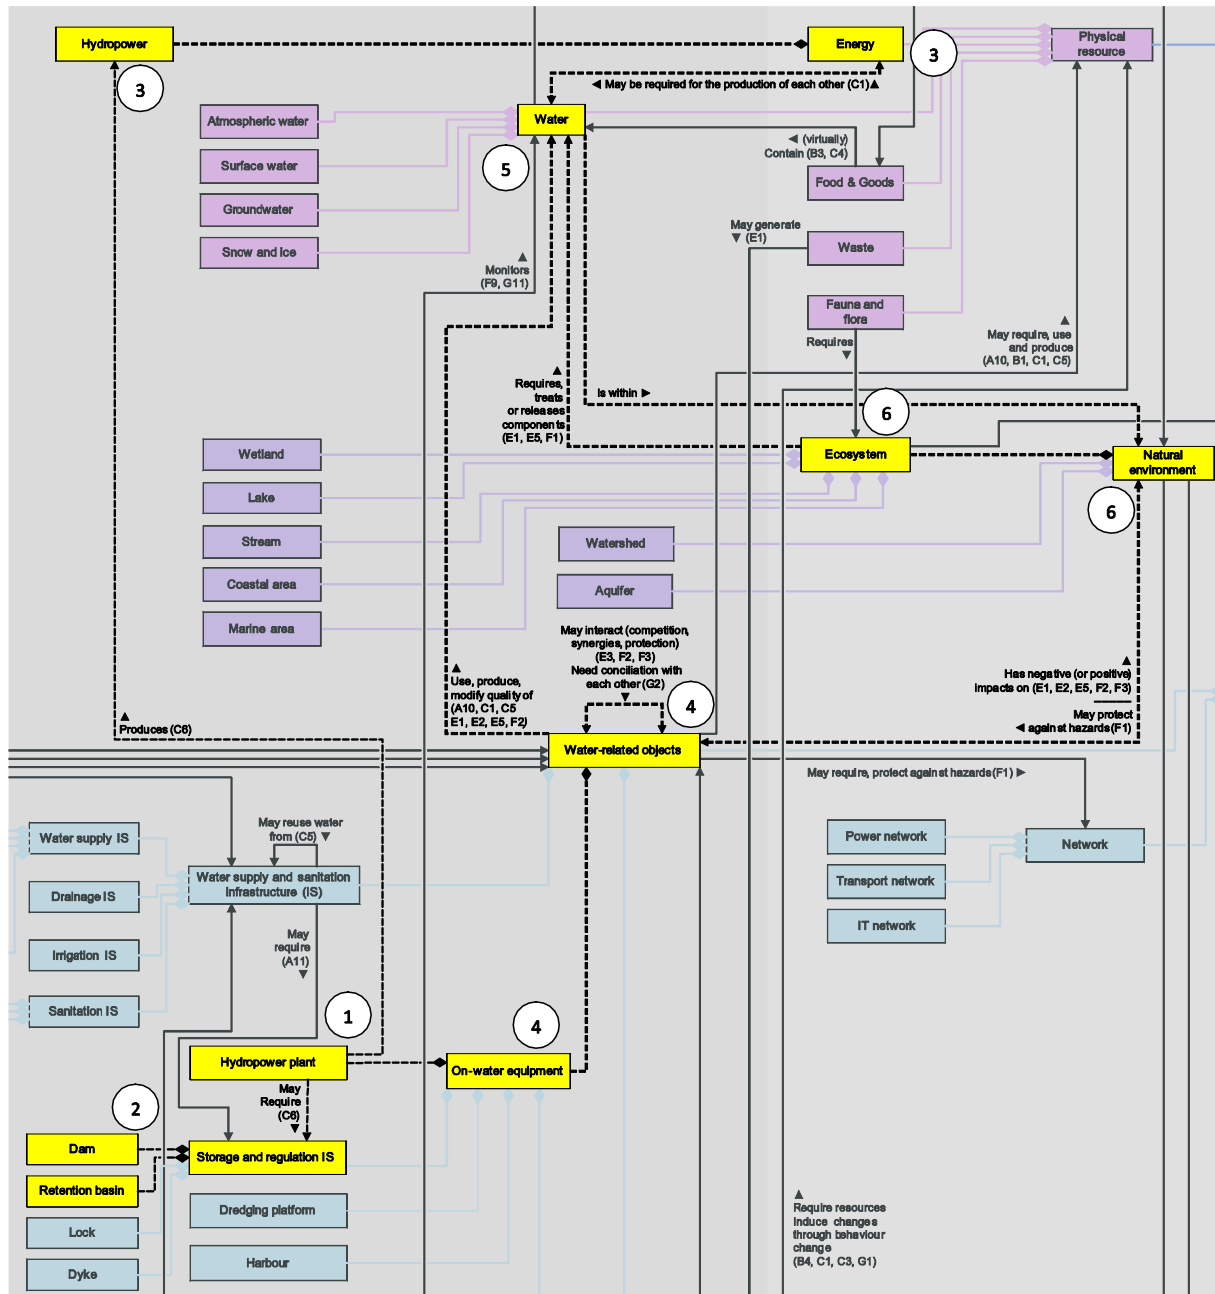 Hydropower
Energy
Physical
resource
3
3
◄ May be required for the production of each other (C1)▲
Atmospheric water
Water
◄ (virtually)
Contain (B3, C4)
Surface water
5
Food & Goods
Groundwater
May generate
▼ (E1)
Waste
Snow and ice
▲
Monitors
(F9, G11)
Fauna and
flora
Requires
▼
▲
May require, use
and produce
(A10, B1, C1, C5)
▲
Requires,
treats
or releases
components
(E1, E5, F1)
Is within ►
6
Wetland
Ecosystem
Natural
environment
Lake
6
Stream
Watershed
Coastal area
Aquifer
Marine area
May interact (competition,
synergies, protection)
(E3, F2, F3)
Need conciliation with
each other (G2)
▼
▲
Use, produce,
modify quality of
(A10, C1, C5
E1, E2, E5, F2)
4
▲
Has negative (or positive)
impacts on (E1, E2, E5, F2, F3)
May protect
◄ against hazards (F1)
▲
Produces (C6)
Water-related objects
May require, protect against hazards (F1) ►
May reuse water
from (C5) ▼
Water supply IS
Power network
Network
Water supply and sanitation
Infrastructure (IS)
Drainage IS
Transport network
IT network
May
require
(A11)
▼
Irrigation IS
Sanitation IS
1
4
Hydropower plant
On-water equipment
May
Require
(C6)
▼
2
Dam
Storage and regulation IS
Retention basin
Dredging platform
Lock
Harbour
Dyke
▲
Require resources
Induce changes
through behaviour
change
(B4, C1, C3, G1)